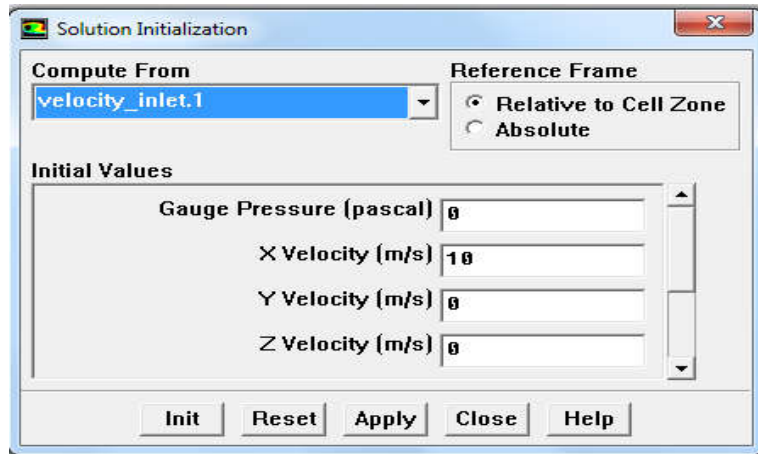 Solution Initialization
Compute From
velocity_inlet.1
Reference Frame
Relative to Cell Zone
Absolute
Initial Values
Gauge Pressure (pascal) 0
X Velocity (m/s) 10
Y Velocity (m/s) 0
Z Velocity (m/s) 0
Init Reset Apply Close Help